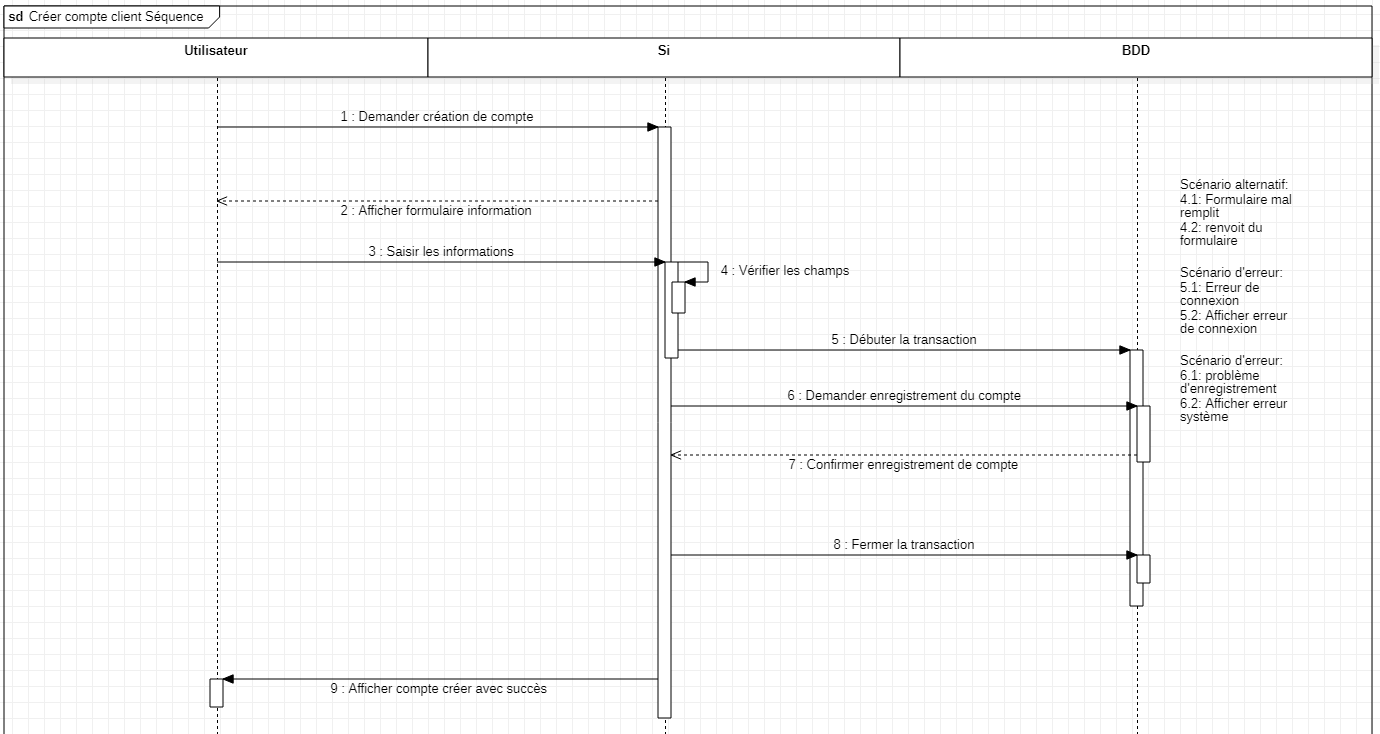 sd Créer compte client Séquence
Utilisateur
Si
BDD
1 : Demander création de compte
2 : Afficher formulaire information
3 : Saisir les informations
4 : Vérifier les champs
5 : Débuter la transaction
6 : Demander enregistrement du compte
7 : Confirmer enregistrement de compte
8 : Fermer la transaction
9 : Afficher compte créer avec succès
Scénario alternatif:
4.1: Formulaire mal
remplit
4.2: renvoit du
formulaire
Scénario d'erreur:
5.1: Erreur de
connexion
5.2: Afficher erreur
de connexion
Scénario d'erreur:
6.1: problème
d'enregistrement
6.2: Afficher erreur
système